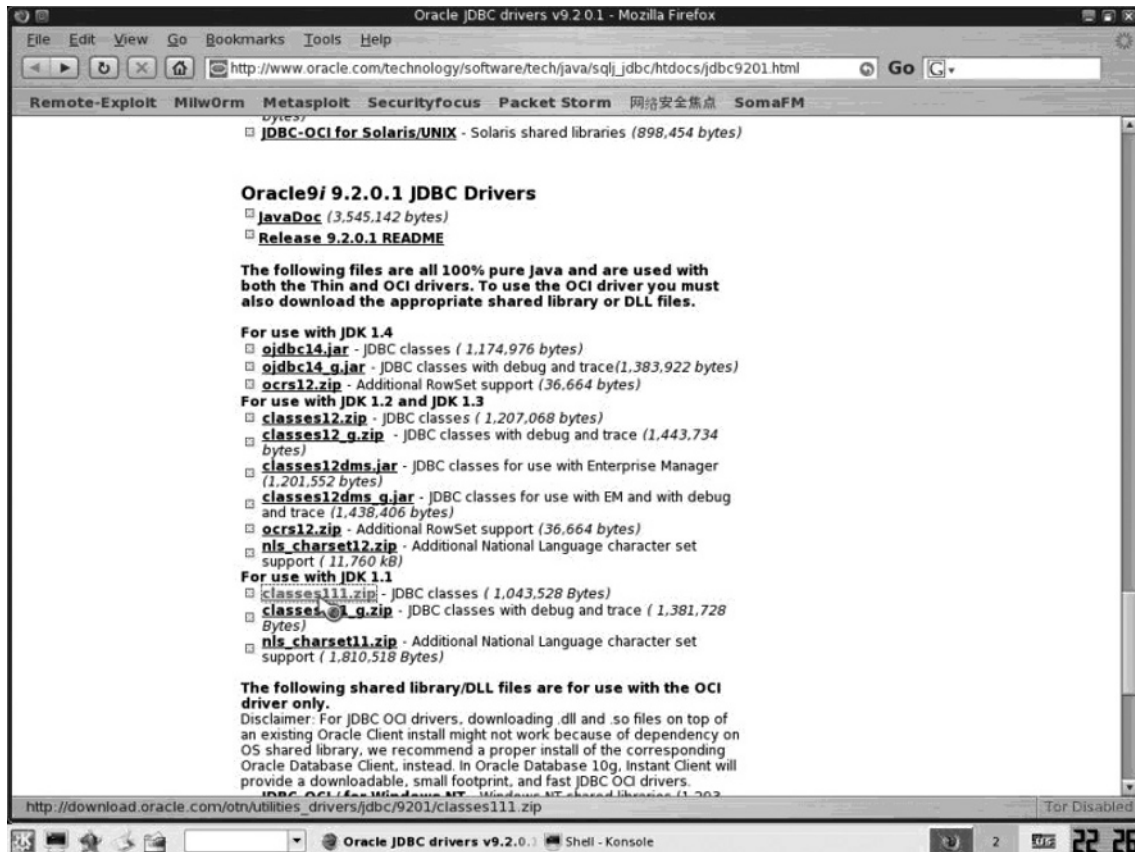 Oracle JDBC drivers v9.2.0.1 - Mozilla Firefox
File Edit View Go Bookmarks Tools Help
http://www.oracle.com/technology/software/tech/java/sqlj_jdbc/htdocs/jdbc9201.html Go G
Remote-Exploit Milw0rm Metasploit Securityfocus Packet Storm 网络安全焦点 SomaFM
bytes)
JDBC-OCI for Solaris/UNIX - Solaris shared libraries (898,454 bytes)
Oracle9i 9.2.0.1 JDBC Drivers
JavaDoc (3,545,142 bytes)
Release 9.2.0.1 README
The following files are all 100% pure Java and are used with
both the Thin and OCI drivers. To use the OCI driver you must
also download the appropriate shared library or DLL files.
For use with JDK 1.4
ojdbc14.jar - JDBC classes ( 1,174,976 bytes)
ojdbc14_g.jar - JDBC classes with debug and trace(1,383,922 bytes)
ocrs12.zip - Additional RowSet support (36,664 bytes)
For use with JDK 1.2 and JDK 1.3
classes12.zip - JDBC classes ( 1,207,068 bytes)
classes12_g.zip - JDBC classes with debug and trace (1,443,734
bytes)
classes12dms.jar - JDBC classes for use with Enterprise Manager
(1,201,552 bytes)
classes12dms_g.jar - JDBC classes for use with EM and with debug
and trace (1,438,406 bytes)
ocrs12.zip - Additional RowSet support (36,664 bytes)
nls_charset12.zip - Additional National Language character set
support ( 11,760 kB)
For use with JDK 1.1
classes111.zip - JDBC classes ( 1,043,528 Bytes)
classes 1_g.zip - JDBC classes with debug and trace ( 1,381,728
Bytes)
nls_charset11.zip - Additional National Language character set
support ( 1,810,518 Bytes)
The following shared library/DLL files are for use with the OCI
driver only.
Disclaimer: For JDBC OCI drivers, downloading .dll and .so files on top of
an existing Oracle Client install might not work because of dependency on
OS shared library, we recommend a proper install of the corresponding
Oracle Database Client, instead. In Oracle Database 10g, Instant Client will
provide a downloadable, small footprint, and fast JDBC OCI drivers.
JDBC-OCI for Windows NT - Windows NT shared libraries (1,293
http://download.oracle.com/otn/utilities_drivers/jdbc/9201/classes111.zip Tor Disabled
Oracle JDBC drivers v9.2.0. Shell - Konsole 2 US 22 26